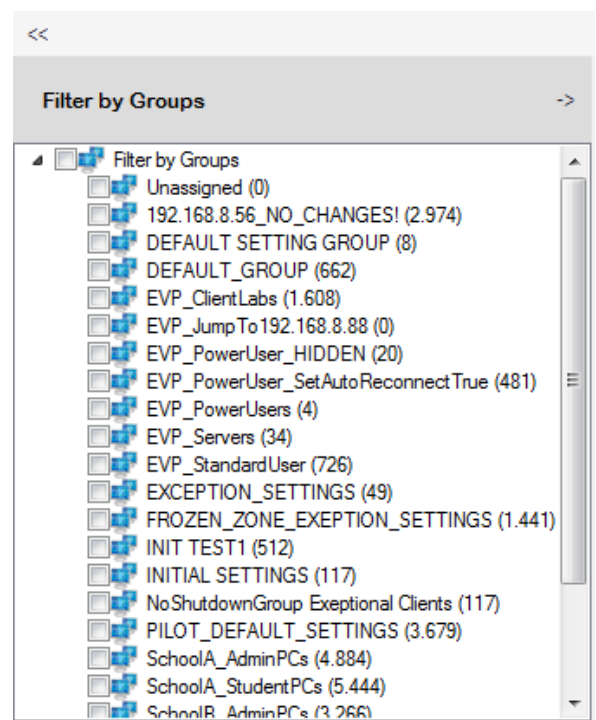 <<
Filter by Groups ->
Filter by Groups
Unassigned (0)
192.168.8.56_NO_CHANGES! (2.974)
DEFAULT SETTING GROUP (8)
DEFAULT_GROUP (662)
EVP_ClientLabs (1.608)
EVP_JumpTo192.168.8.88 (0)
EVP_PowerUser_HIDDEN (20)
EVP_PowerUser_SetAutoReconnectTrue (481)
EVP_PowerUsers (4)
EVP_Servers (34)
EVP_StandardUser (726)
EXCEPTION_SETTINGS (49)
FROZEN_ZONE_EXEPTION_SETTINGS (1.441)
INIT TEST1 (512)
INITIAL SETTINGS (117)
NoShutdownGroup Exeptional Clients (117)
PILOT_DEFAULT_SETTINGS (3.679)
SchoolA_AdminPCs (4.884)
SchoolA_StudentPCs (5.444)
SchoolB_AdminPCs (3.266)